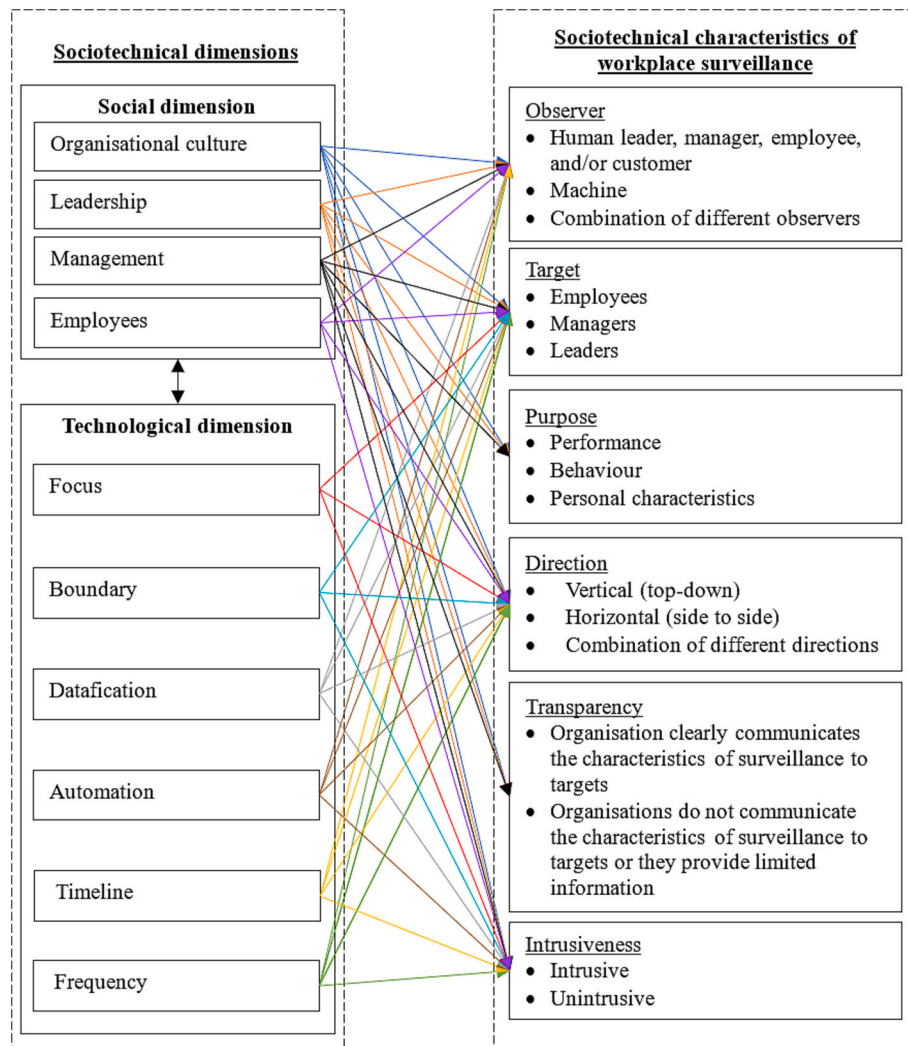 Sociotechnical dimensions
Social dimension
Organisational culture
Leadership
Management
Employees
Technological dimension
Focus
Boundary
Datafication
Automation
Timeline
Frequency
Sociotechnical characteristics of
workplace surveillance
Observer
• Human leader, manager, employee,
and/or customer
• Machine
• Combination of different observers
Target
• Employees
• Managers
• Leaders
Purpose
• Performance
• Behaviour
• Personal characteristics
Direction
• Vertical (top-down)
• Horizontal (side to side)
• Combination of different directions
Transparency
• Organisation clearly communicates
the characteristics of surveillance to
targets
• Organisations do not communicate
the characteristics of surveillance to
targets or they provide limited
information
Intrusiveness
• Intrusive
• Unintrusive